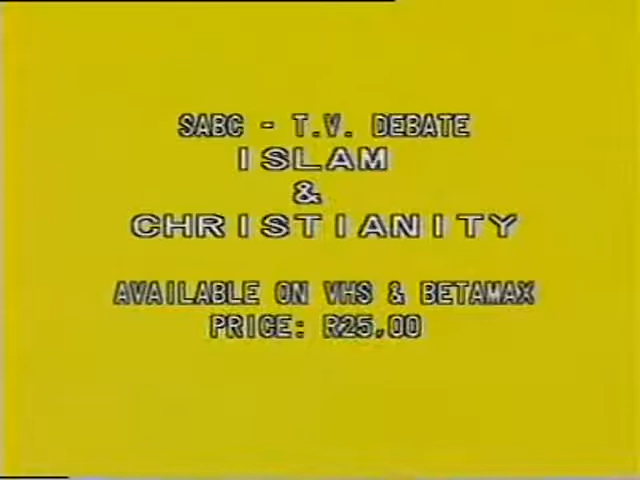 SABC - T.V. DEBATE
ISLAM
&
CHRISTIANITY
AVAILABLE ON VHS & BETAMAX
PRICE: R25,00